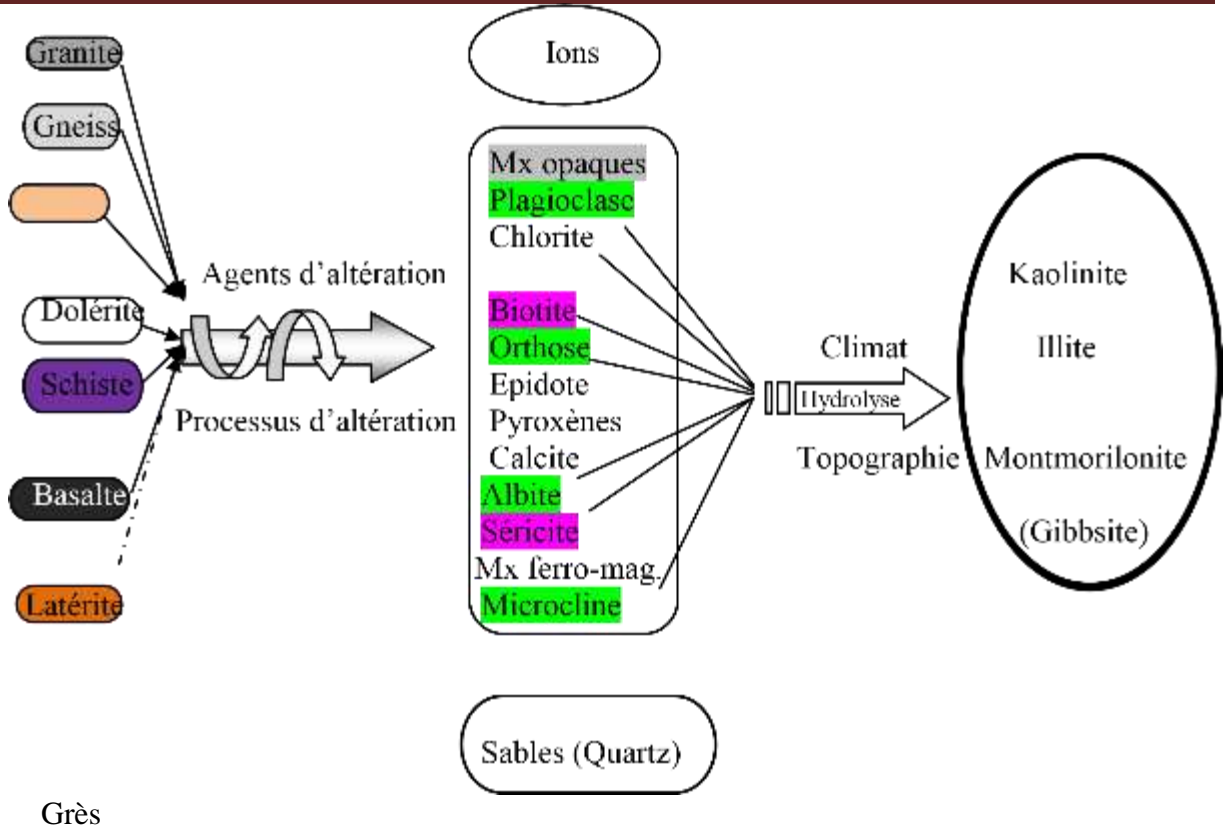 Granite
Gneiss
Dolérite
Schiste
Basalte
Latérite
Agents d'altération
Processus d'altération
Ions
Mx opaques
Plagioclase
Chlorite
Biotite
Orthose
Epidote
Pyroxènes
Calcite
Albite
Séricite
Mx ferro-mag.
Microcline
Sables (Quartz)
Climat
Hydrolyse
Topographie
Kaolinite
Illite
Montmorilonite
(Gibbsite)
Grès